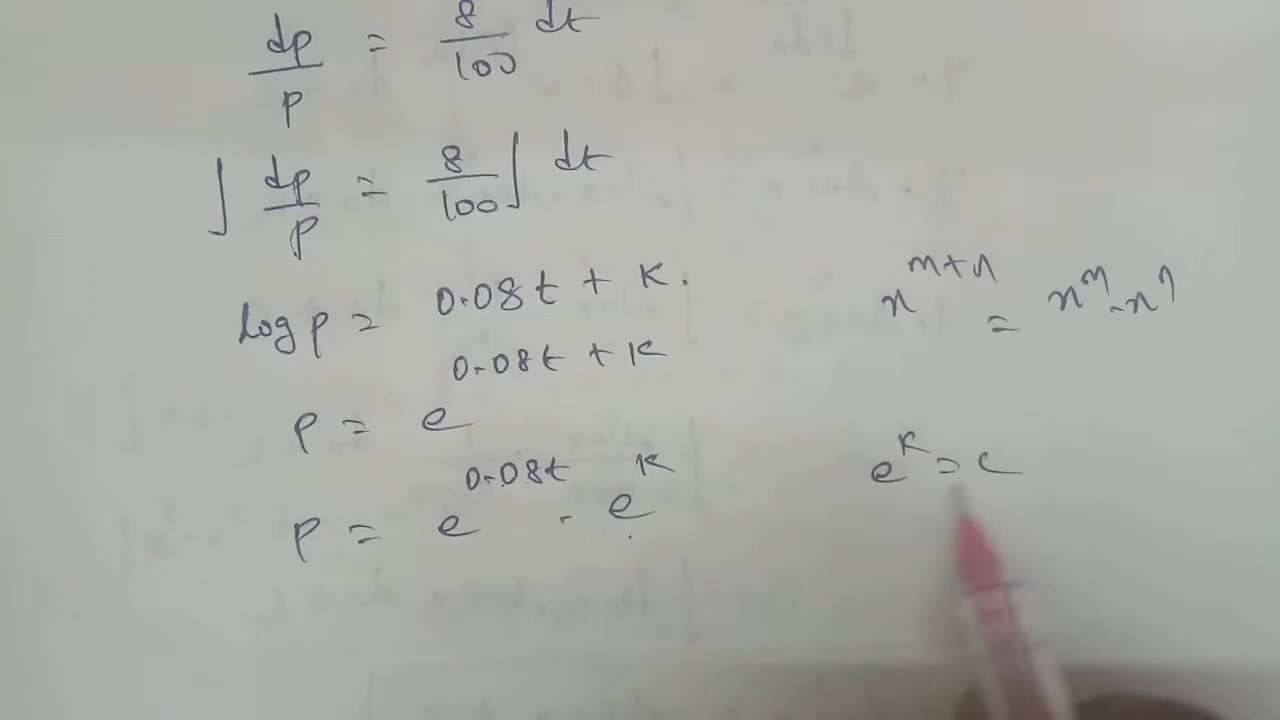 dp/p = 8/100 dt
∫ dp/p = 8/100 ∫ dt
log p = 0.08t + k.
x^m+n = x^m . x^n
p = e^0.08t + k
p = e^0.08t . e^k
e^k = c